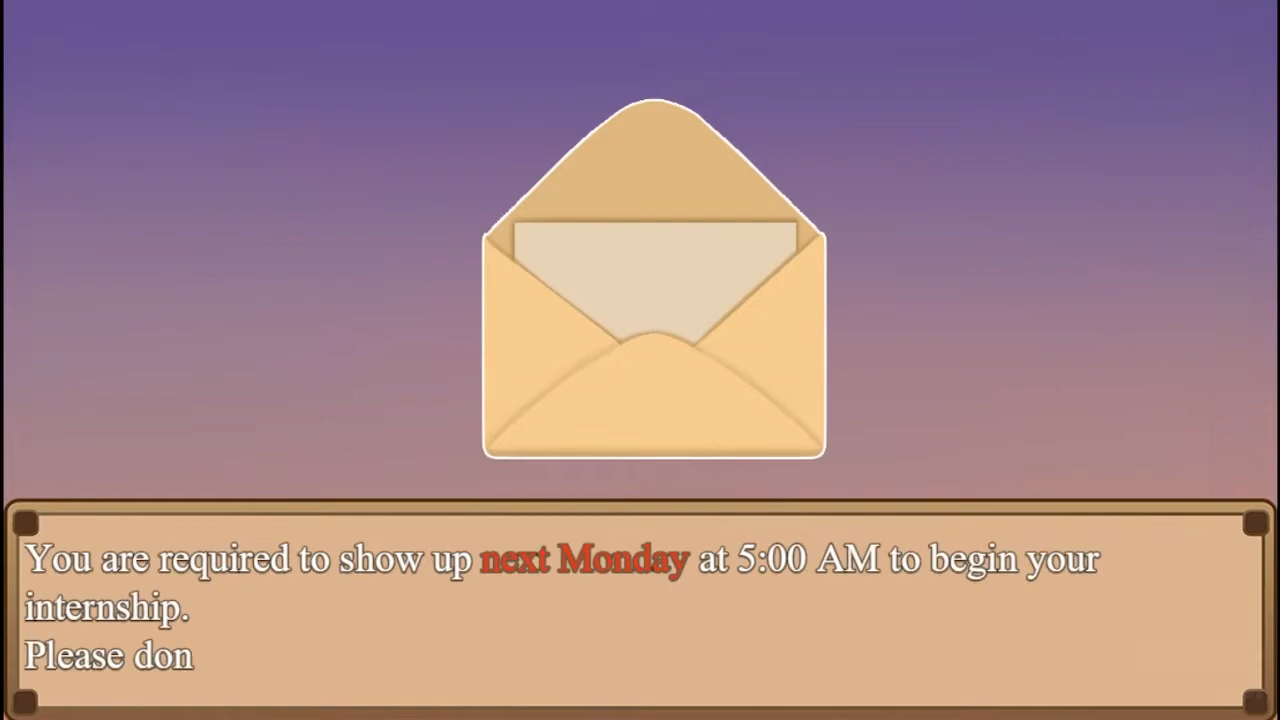 You are required to show up next Monday at 5:00 AM to begin your
internship.
Please don